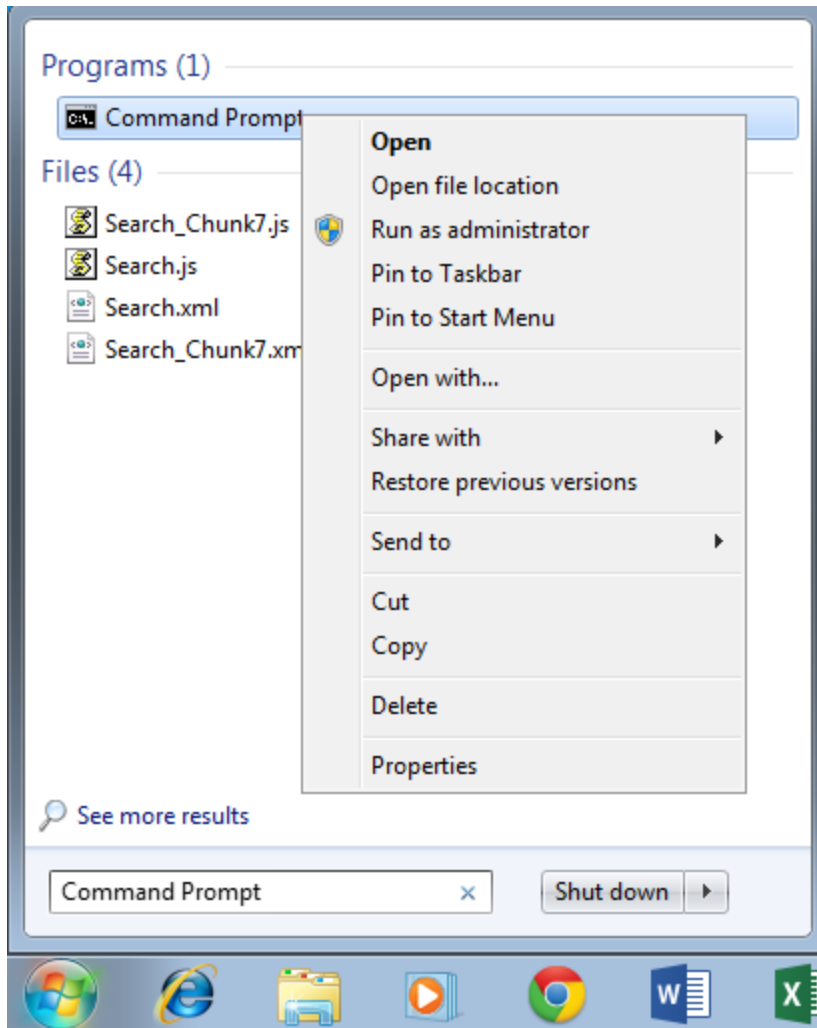 Programs (1)
Command Prompt
Open
Open file location
Files (4)
Search_Chunk7.js
Run as administrator
Search.js
Pin to Taskbar
Search.xml
Pin to Start Menu
Search_Chunk7.xm
Open with...
Share with
Restore previous versions
Send to
Cut
Copy
Delete
Properties
See more results
Command Prompt
Shut down